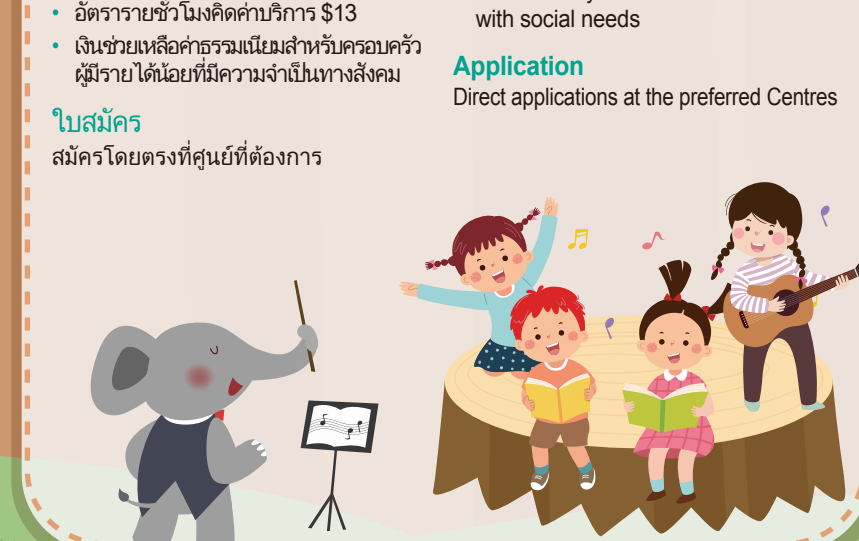 • อัตรารายชั่วโมงคิดค่าบริการ $13
• เงินช่วยเหลือค่าธรรมเนียมสำหรับครอบครัว
ผู้มีรายได้น้อยที่มีความจำเป็นทางสังคม
ใบสมัคร
สมัครโดยตรงที่ศูนย์ที่ต้องการ
with social needs
Application
Direct applications at the preferred Centres